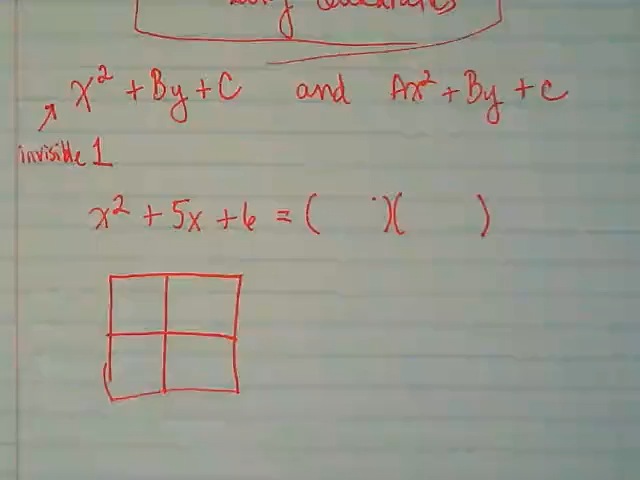 x² + By + C and Ax² + By + C
invisible 1
x² + 5x + 6 = ( )( )